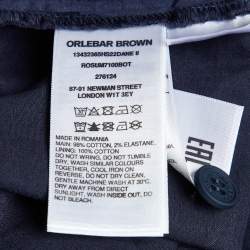 ORLEBAR BROWN
13432365HS22DANE II
ROSUM7100BOT
276124
87-91 NEWMAN STREET
LONDON W1T 3EY
MADE IN ROMANIA
MAIN: 98% COTTON, 2% ELASTANE
LINING: 100% COTTON
DO NOT WRING. DO NOT TUMBLE
DRY. WASH SIMILAR COLOURS
TOGETHER. COOL IRON ON
REVERSE. DO NOT DRY CLEAN.
GENTLE MACHINE WASH AT 30°C.
DRY AWAY FROM DIRECT
SUNLIGHT. WASH INSIDE OUT. DO
NOT BLEACH.